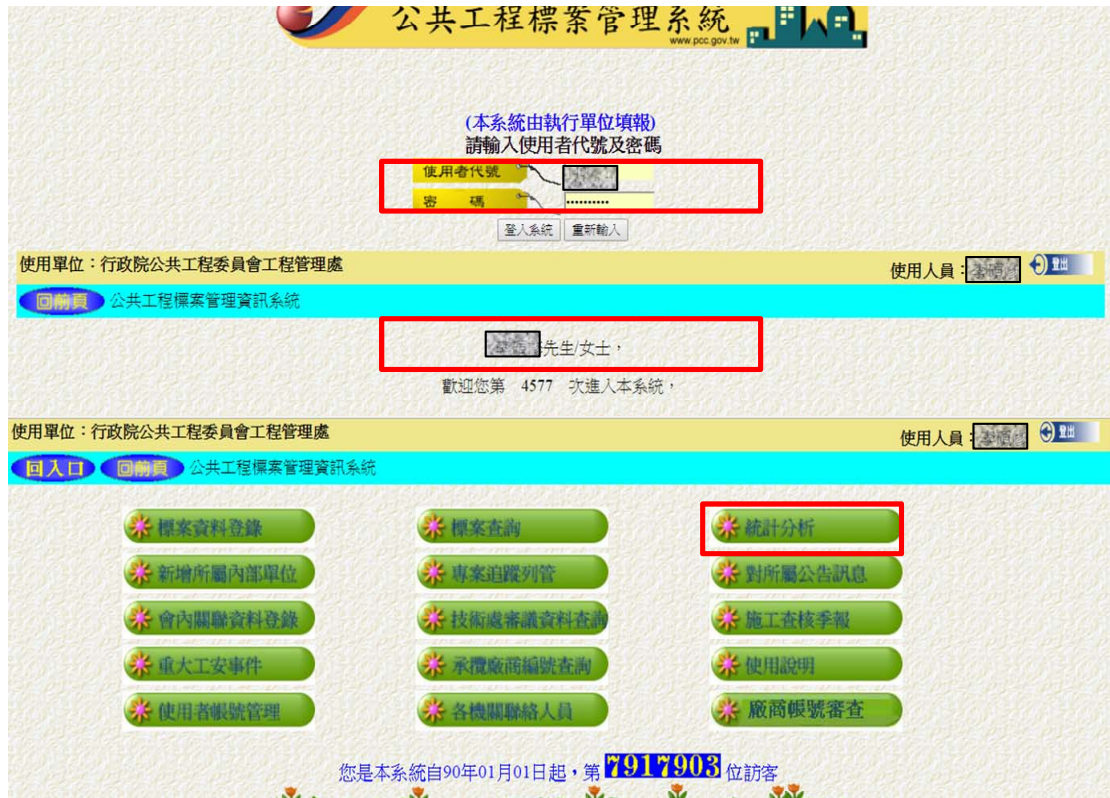 公共工程標案管理系統
www.pcc.gov.tw
(本系統由執行單位填報)
請輸入使用者代號及密碼
使用者代號
密 碼 ••••••••••
登入系統 重新輸入
使用單位：行政院公共工程委員會工程管理處 使用人員： 登出
回前頁 公共工程標案管理資訊系統
先生/女士，
歡迎您第 4577 次進入本系統，
使用單位：行政院公共工程委員會工程管理處 使用人員： 登出
回入口 回前頁 公共工程標案管理資訊系統
標案資料登錄 標案查詢 統計分析
新增所屬內部單位 專案追蹤列管 對所屬公告訊息
會內關聯資料登錄 技術處審議資料查詢 施工查核季報
重大工安事件 承攬廠商編號查詢 使用說明
使用者帳號管理 各機關聯絡人員 廠商帳號審查
您是本系統自90年01月01日起，第 7917903 位訪客